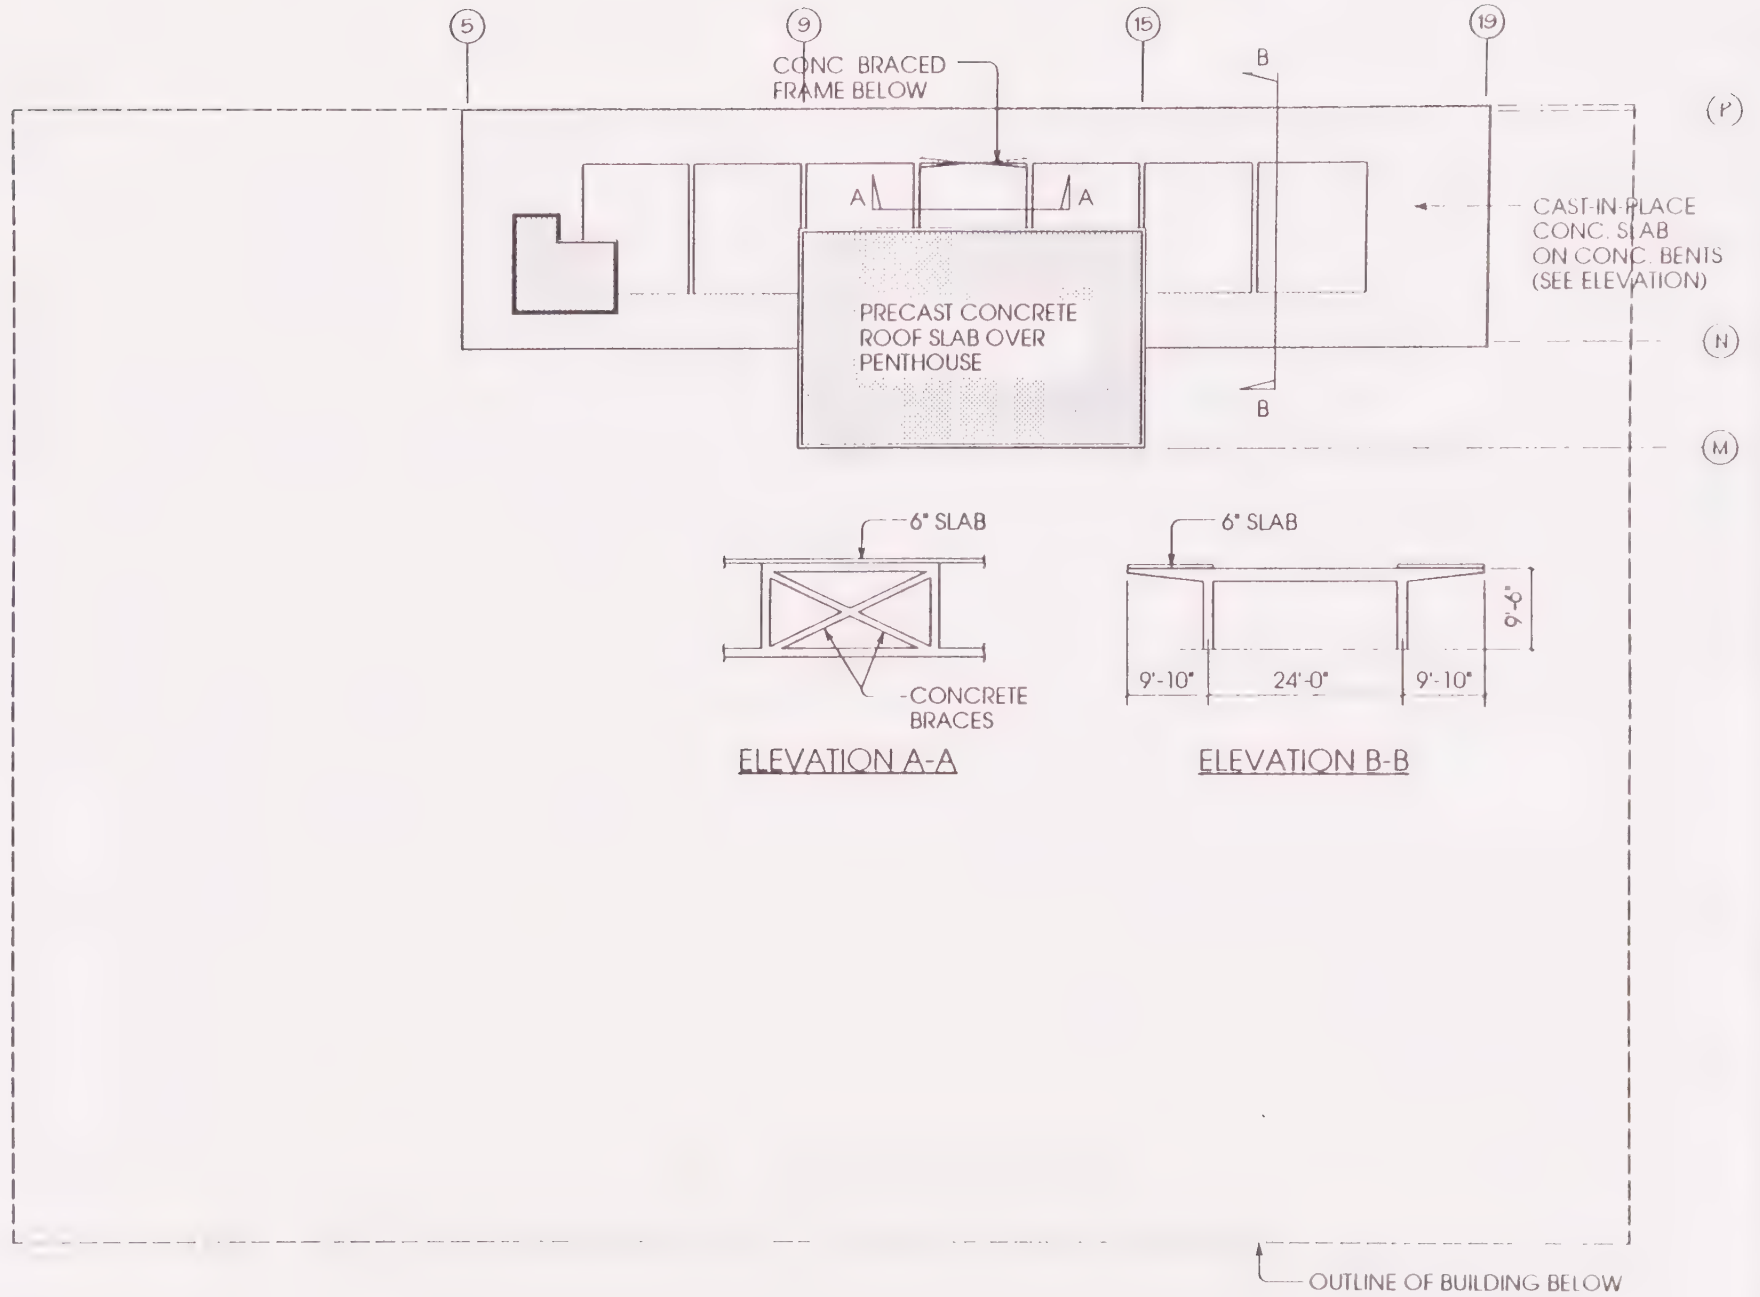 5
9
15
19
CONC BRACED
FRAME BELOW
B
P
A
A
CAST-IN-PLACE
CONC. SLAB
ON CONC. BENTS
(SEE ELEVATION)
PRECAST CONCRETE
ROOF SLAB OVER
PENTHOUSE
N
B
M
6" SLAB
CONCRETE
BRACES
ELEVATION A-A
6" SLAB
9'-6"
9'-10"
24'-0"
9'-10"
ELEVATION B-B
OUTLINE OF BUILDING BELOW